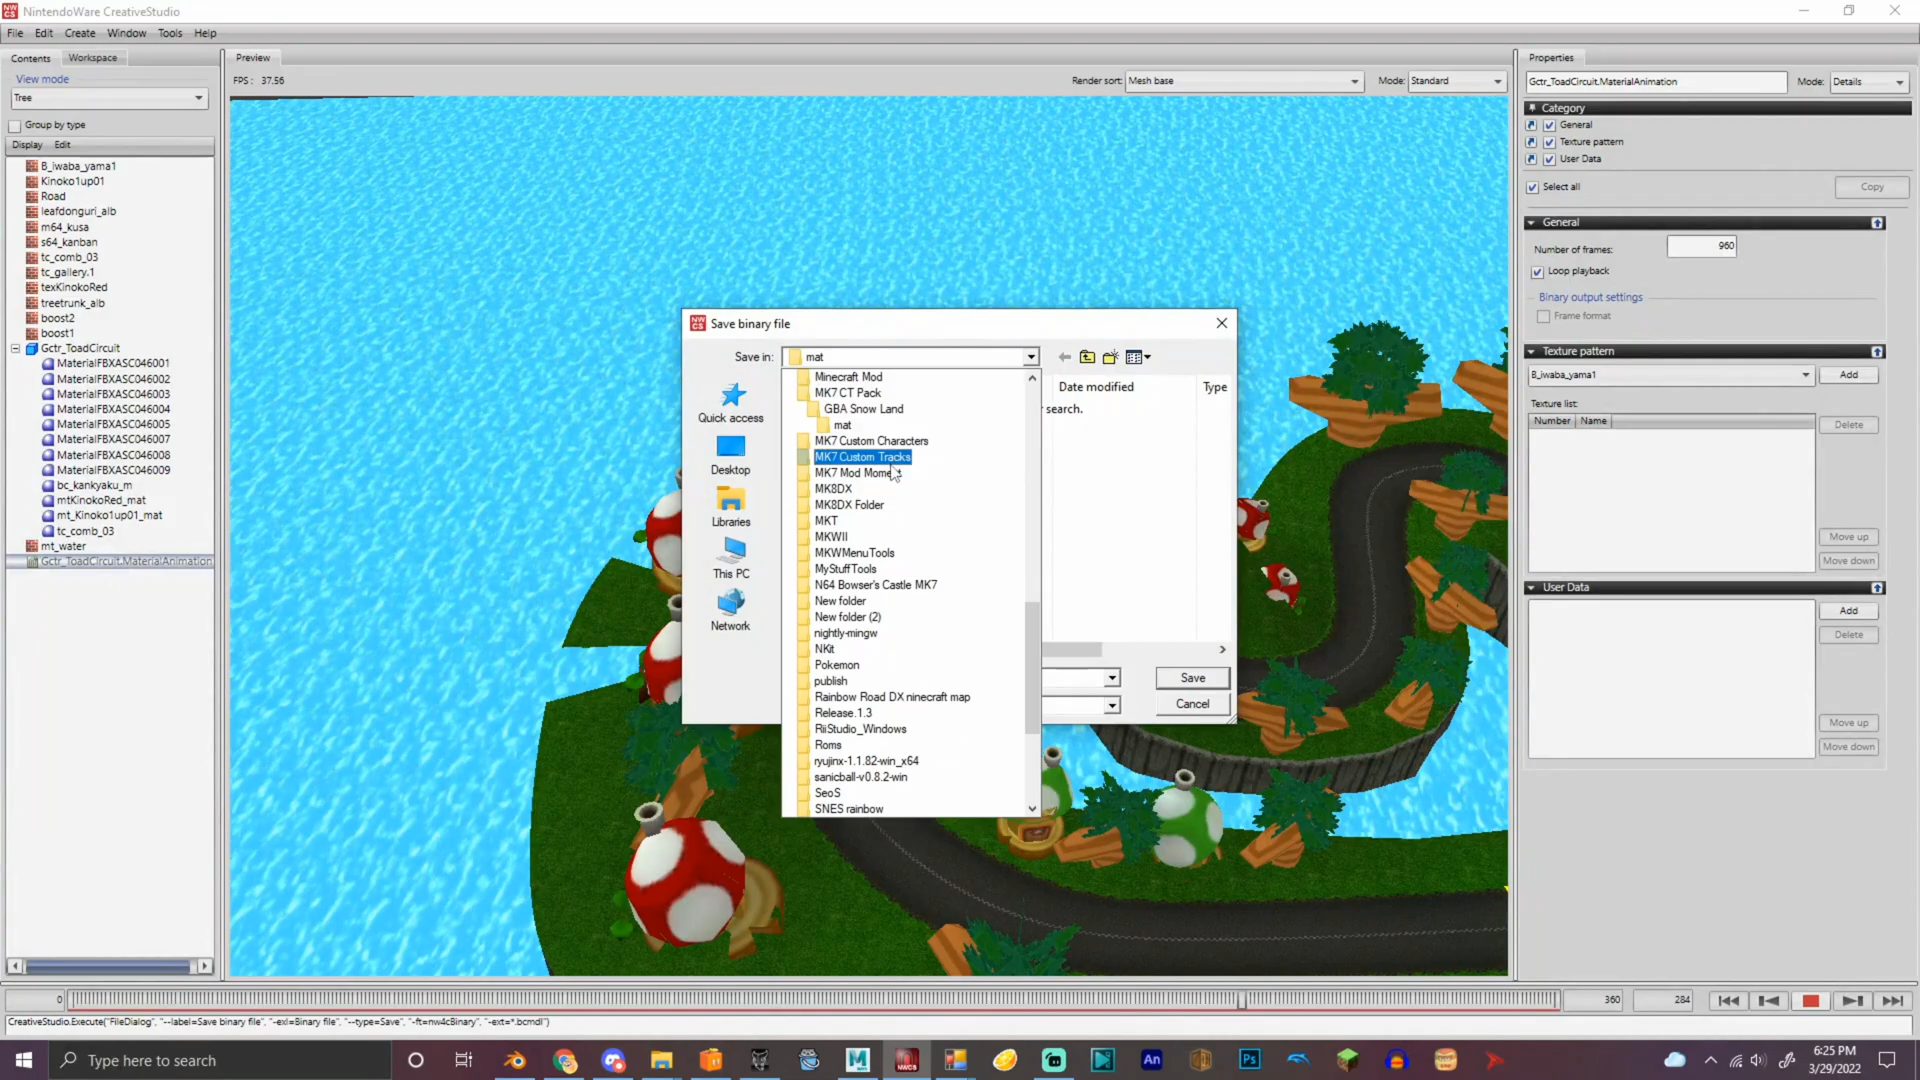 NintendoWare CreativeStudio
File Edit Create Window Tools Help
Contents Workspace
View mode
Tree
Group by type
Display Edit
B_iwaba_yama1
Kinoko1up01
Road
leafdonguri_alb
m64_kusa
s64_kanban
tc_comb_03
tc_gallery.1
texKinokoRed
treetrunk_alb
boost2
boost1
Gctr_ToadCircuit
MaterialFBXASC046001
MaterialFBXASC046002
MaterialFBXASC046003
MaterialFBXASC046004
MaterialFBXASC046005
MaterialFBXASC046007
MaterialFBXASC046008
MaterialFBXASC046009
bc_kankyaku_m
mtKinokoRed_mat
mt_Kinoko1up01_mat
tc_comb_03
mt_water
Gctr_ToadCircuit.MaterialAnimation
Preview
FPS : 37.56
Render sort: Mesh base Mode: Standard
NW CS Save binary file
Save in: mat
Quick access
Desktop
Libraries
This PC
Network
Date modified Type
search.
Minecraft Mod
MK7 CT Pack
GBA Snow Land
mat
MK7 Custom Characters
MK7 Custom Tracks
MK7 Mod Moment
MK8DX
MK8DX Folder
MKT
MKWII
MKWMenuTools
MyStuffTools
N64 Bowser's Castle MK7
New folder
New folder (2)
nightly-mingw
NKit
Pokemon
publish
Rainbow Road DX ninecraft map
Release.1.3
RiiStudio_Windows
Roms
ryujinx-1.1.82-win_x64
sanicball-v0.8.2-win
SeoS
SNES rainbow
Save
Cancel
Properties
Gctr_ToadCircuit.MaterialAnimation Mode: Details
Category
General
Texture pattern
User Data
Select all Copy
General
Number of frames: 960
Loop playback
Binary output settings
Frame format
Texture pattern
B_iwaba_yama1 Add
Texture list:
Number Name
Delete
Move up
Move down
User Data
Add
Delete
Move up
Move down
0 360 284
CreativeStudio.Execute("FileDialog", "--label=Save binary file", "-exl=Binary file", "--type=Save", "-ft=nw4cBinary", "-ext=*.bcmdl")
Type here to search
An Ps
6:25 PM
3/29/2022